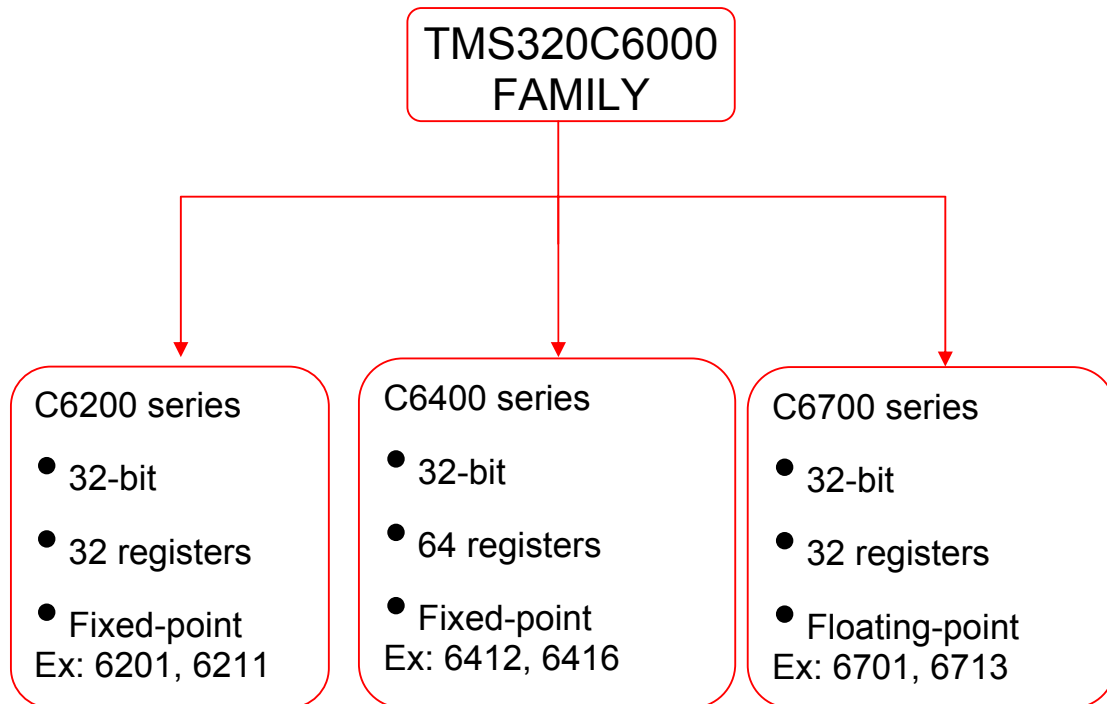 TMS320C6000
FAMILY
C6200 series
● 32-bit
● 32 registers
● Fixed-point
Ex: 6201, 6211
C6400 series
● 32-bit
● 64 registers
● Fixed-point
Ex: 6412, 6416
C6700 series
● 32-bit
● 32 registers
● Floating-point
Ex: 6701, 6713